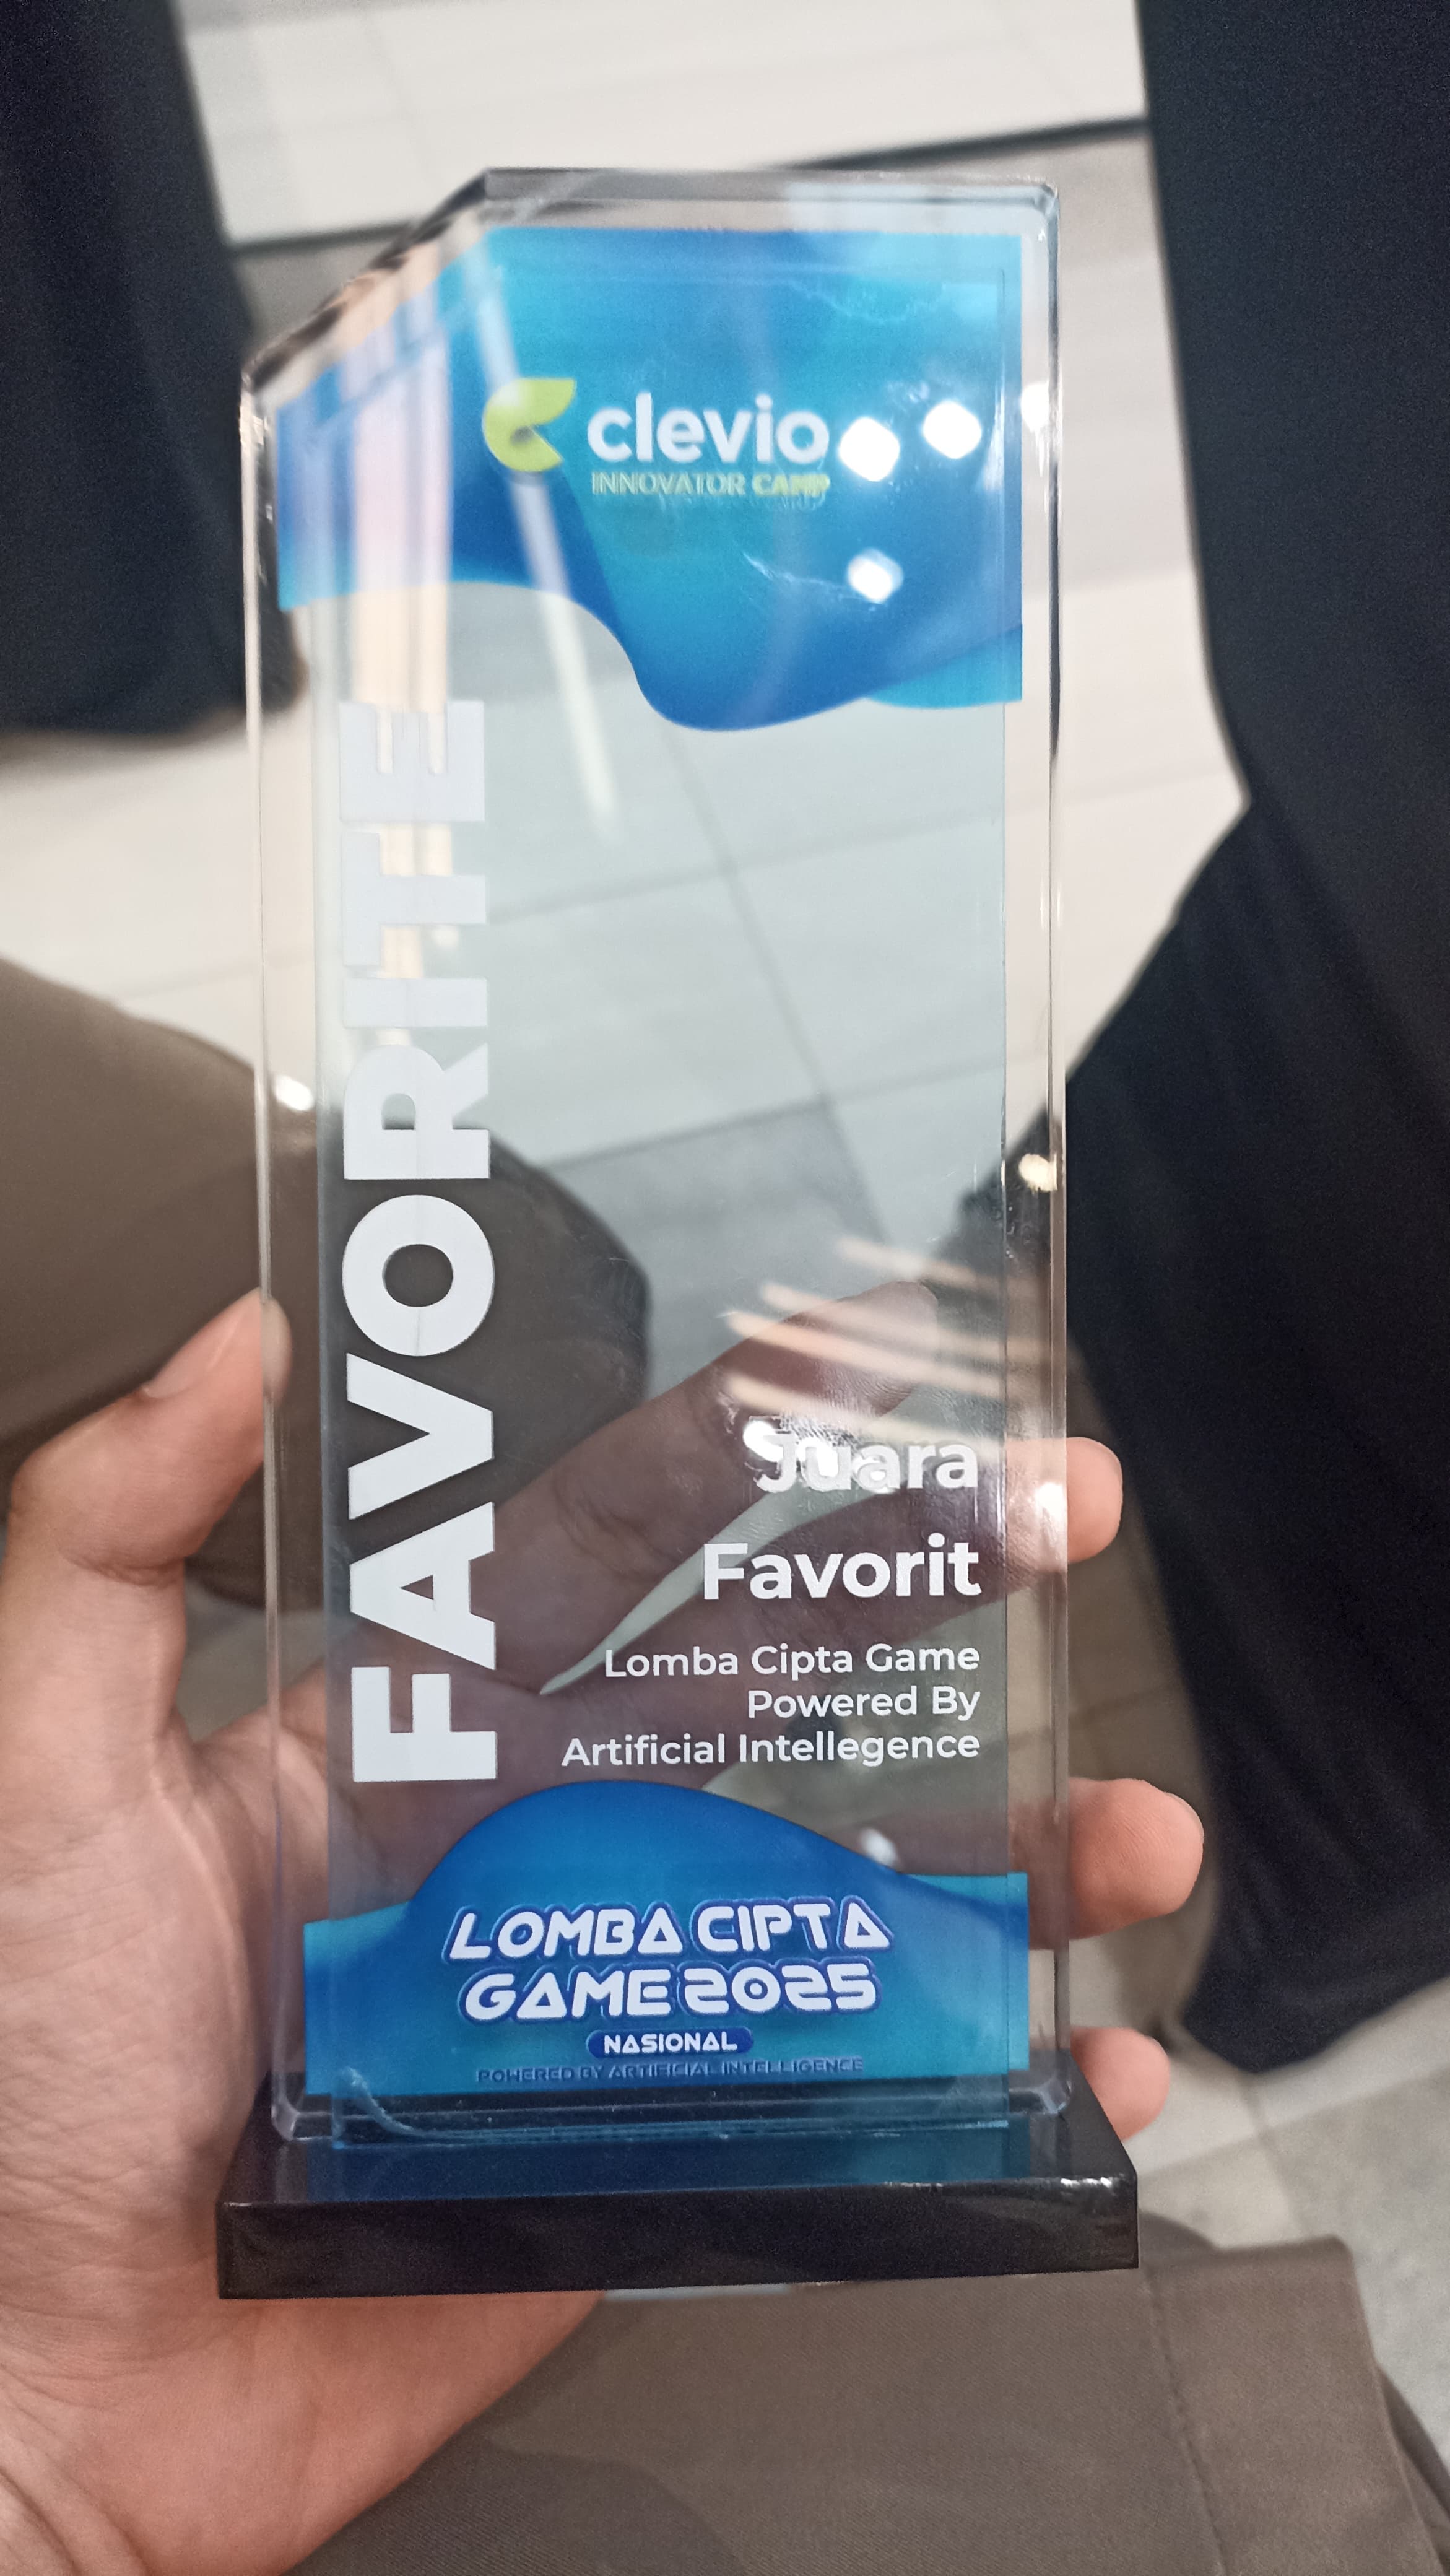 clevio
INNOVATOR CAMP
FAVORITE
Juara
Favorit
Lomba Cipta Game
Powered By
Artificial Intellegence
LOMBA CIPTA
GAME 2025
NASIONAL
POWERED BY ARTIFICIAL INTELLIGENCE